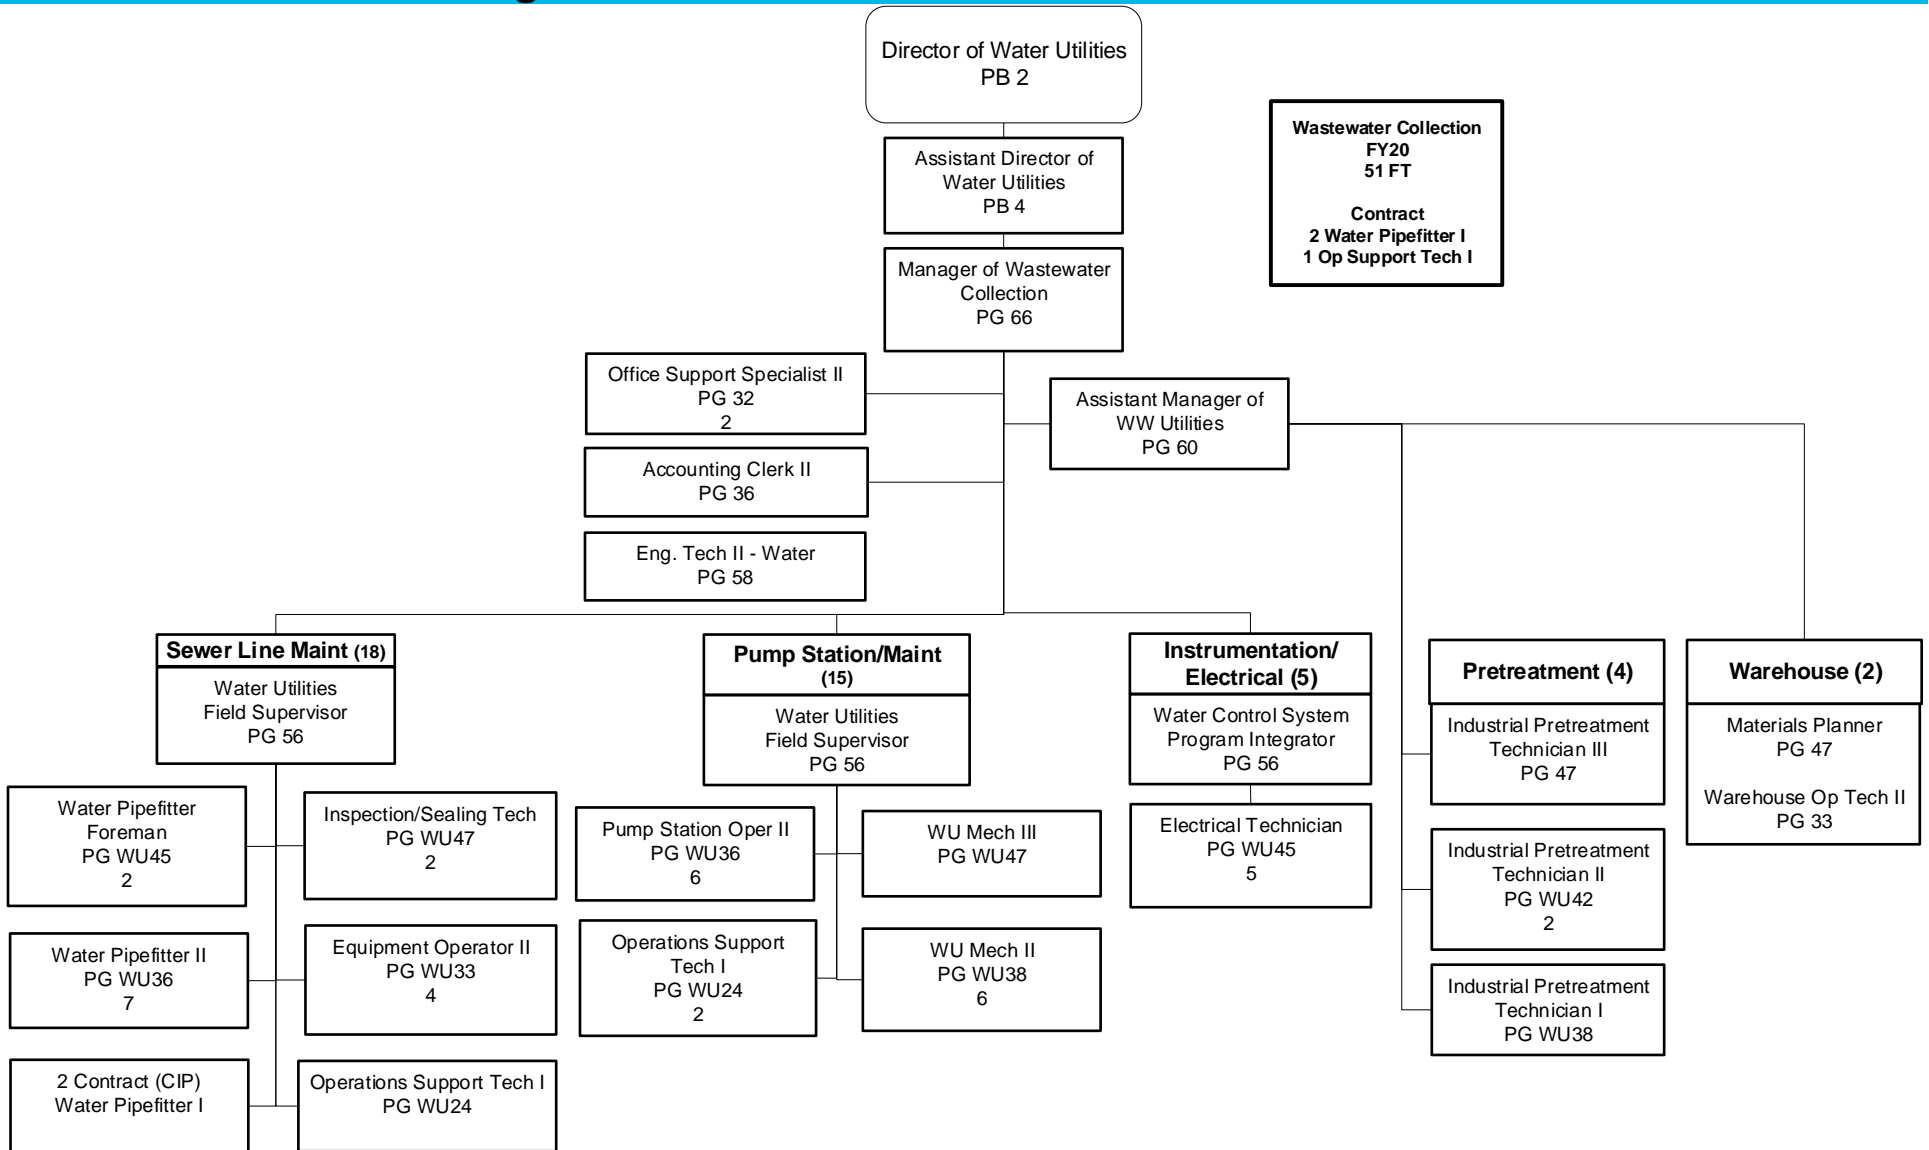 Director of Water Utilities
PB 2
Assistant Director of
Water Utilities
PB 4
Wastewater Collection
FY20
51 FT
Contract
2 Water Pipefitter I
1 Op Support Tech I
Manager of Wastewater
Collection
PG 66
Office Support Specialist II
PG 32
2
Assistant Manager of
WW Utilities
PG 60
Accounting Clerk II
PG 36
Eng. Tech II - Water
PG 58
Sewer Line Maint (18)
Water Utilities
Field Supervisor
PG 56
Water Pipefitter
Foreman
PG WU45
2
Inspection/Sealing Tech
PG WU47
2
Water Pipefitter II
PG WU36
7
Equipment Operator II
PG WU33
4
2 Contract (CIP)
Water Pipefitter I
Operations Support Tech I
PG WU24
Pump Station/Maint
(15)
Water Utilities
Field Supervisor
PG 56
Pump Station Oper II
PG WU36
6
WU Mech III
PG WU47
Operations Support
Tech I
PG WU24
2
WU Mech II
PG WU38
6
Instrumentation/
Electrical (5)
Water Control System
Program Integrator
PG 56
Electrical Technician
PG WU45
5
Pretreatment (4)
Industrial Pretreatment
Technician III
PG 47
Industrial Pretreatment
Technician II
PG WU42
2
Industrial Pretreatment
Technician I
PG WU38
Warehouse (2)
Materials Planner
PG 47
Warehouse Op Tech II
PG 33